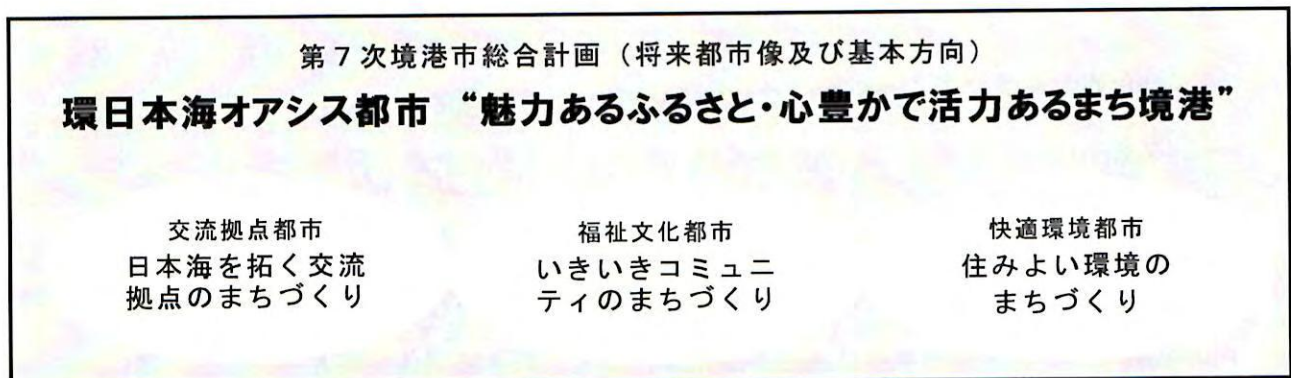 第7次境港市総合計画（将来都市像及び基本方向）
環日本海オアシス都市 “魅力あるふるさと・心豊かで活力あるまち境港”
交流拠点都市
日本海を拓く交流
拠点のまちづくり
福祉文化都市
いきいきコミュニ
ティのまちづくり
快適環境都市
住みよい環境の
まちづくり